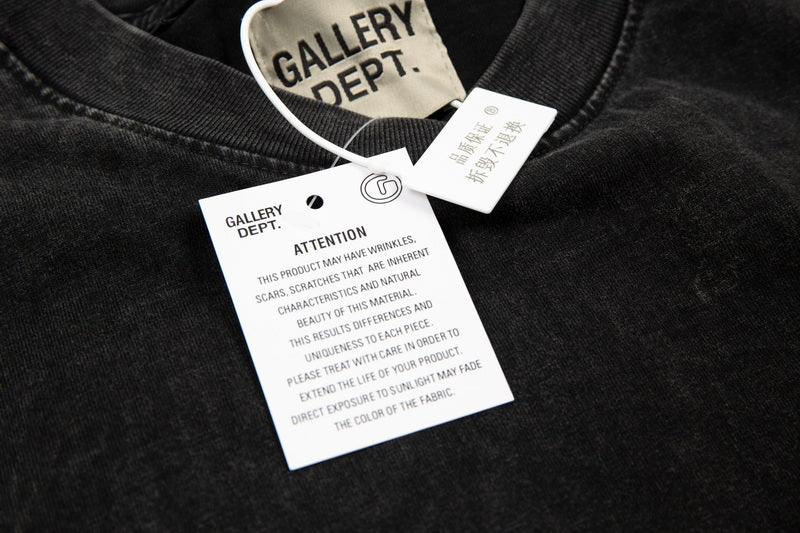 GALLERY
DEPT.
®
品质保证
拆毁不退换
GALLERY
DEPT.
G
ATTENTION
THIS PRODUCT MAY HAVE WRINKLES,
SCARS, SCRATCHES THAT ARE INHERENT
CHARACTERISTICS AND NATURAL
BEAUTY OF THIS MATERIAL.
THIS RESULTS DIFFERENCES AND
UNIQUENESS TO EACH PIECE.
PLEASE TREAT WITH CARE IN ORDER TO
EXTEND THE LIFE OF YOUR PRODUCT.
DIRECT EXPOSURE TO SUNLIGHT MAY FADE
THE COLOR OF THE FABRIC.